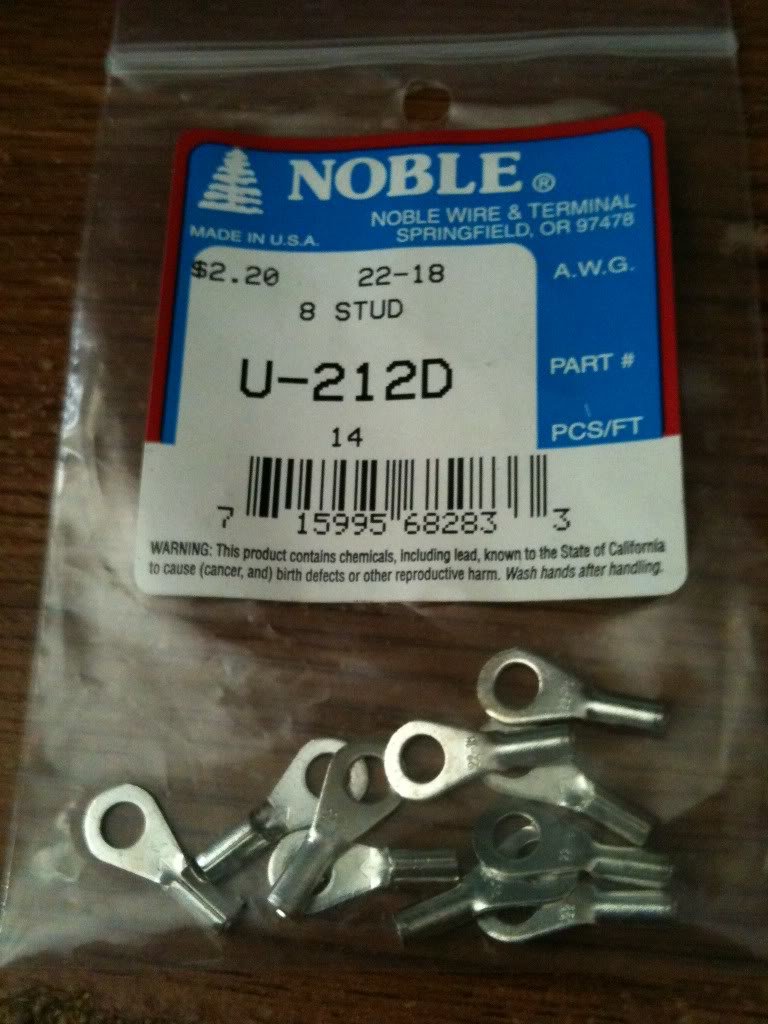 NOBLE®
NOBLE WIRE & TERMINAL
MADE IN U.S.A. SPRINGFIELD, OR 97478
$2.20 22-18 A.W.G.
8 STUD
U-212D PART #
14 PCS/FT
7 15995 68283 3
WARNING: This product contains chemicals, including lead, known to the State of California
to cause (cancer, and) birth defects or other reproductive harm. Wash hands after handling.